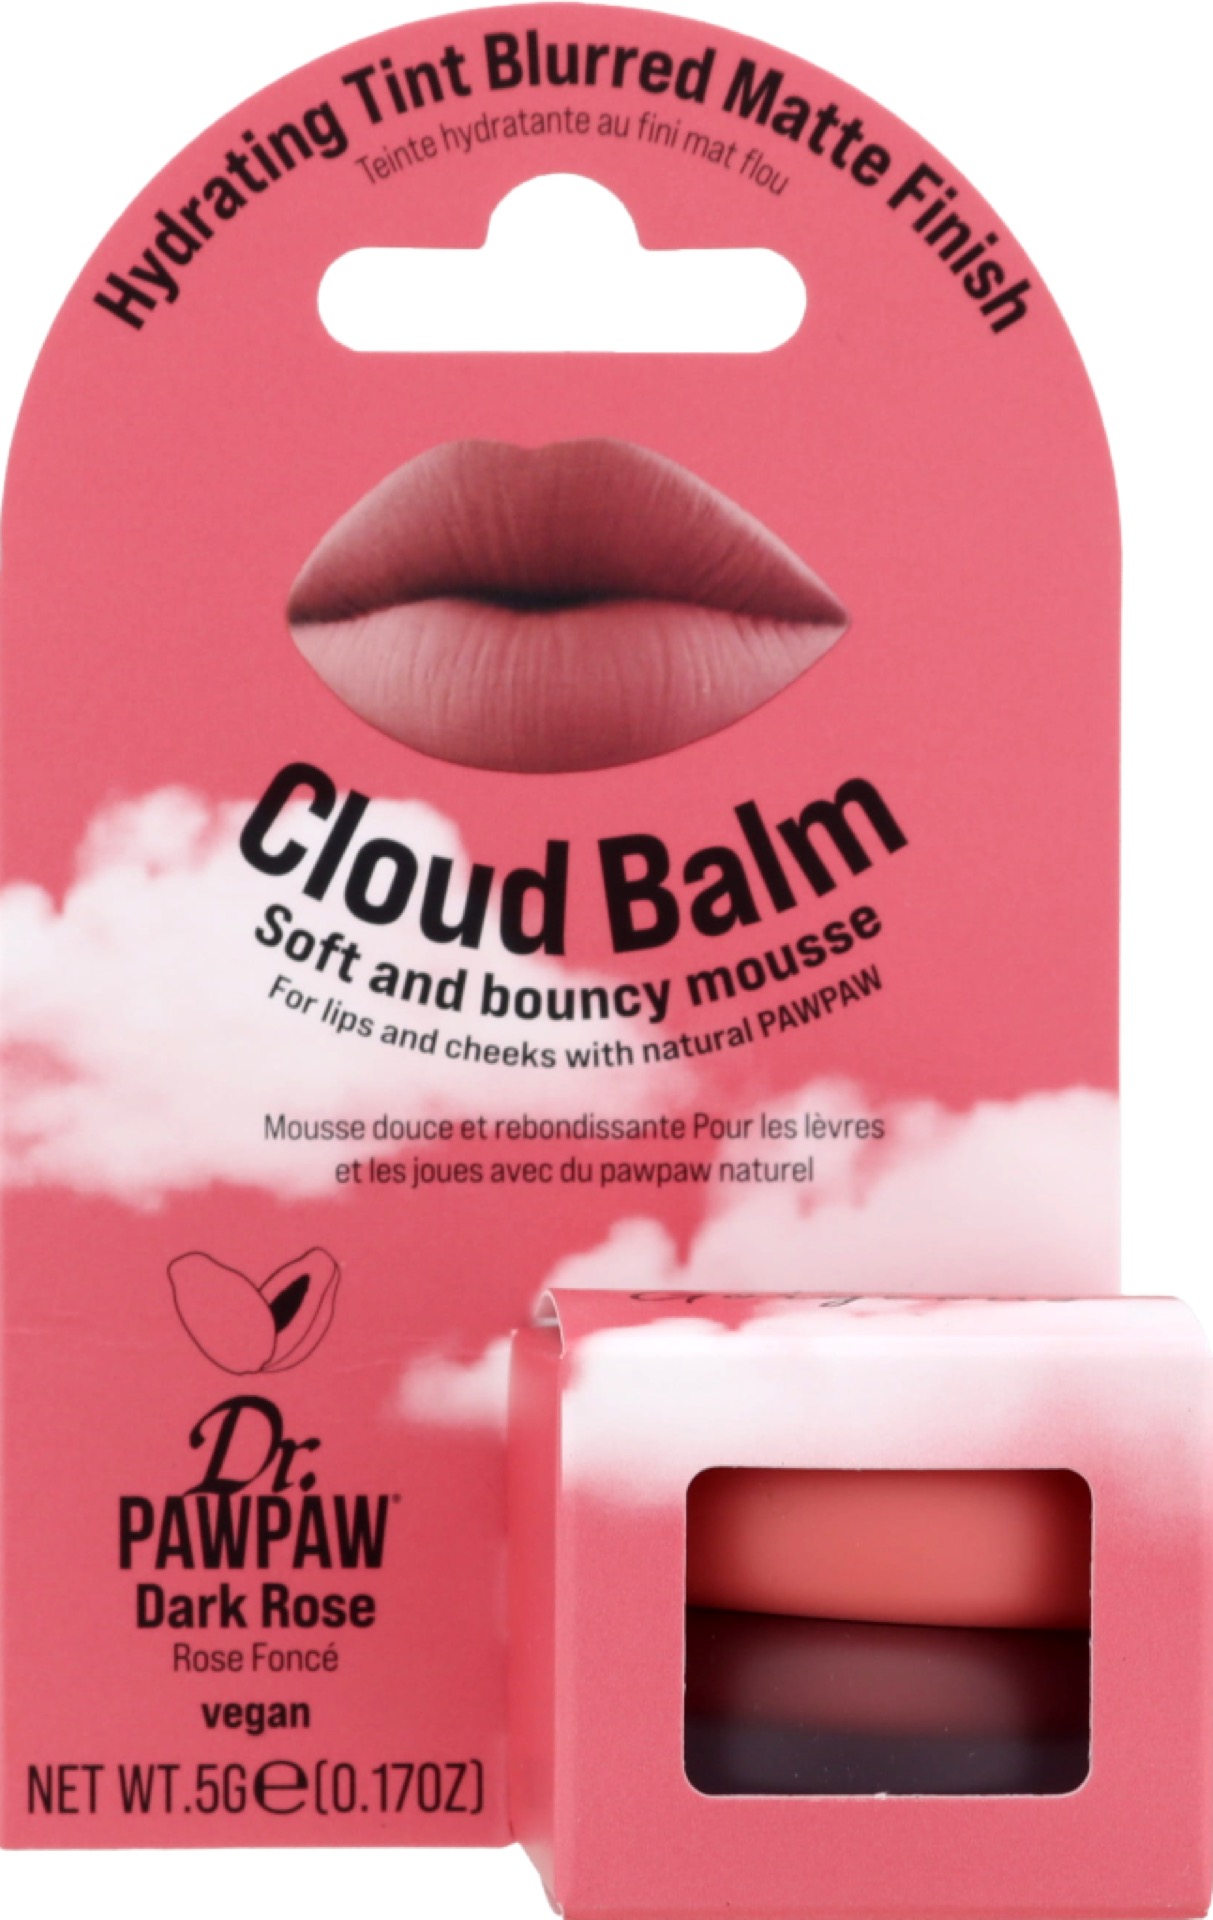 Hydrating Tint Blurred Matte Finish
Teinte hydratante au fini mat flou
Cloud Balm
Soft and bouncy mousse
For lips and cheeks with natural PAWPAW
Mousse douce et rebondissante Pour les lèvres
et les joues avec du pawpaw naturel
Dr.
PAWPAW®
Dark Rose
Rose Foncé
vegan
NET WT.5G℮(0.17OZ)